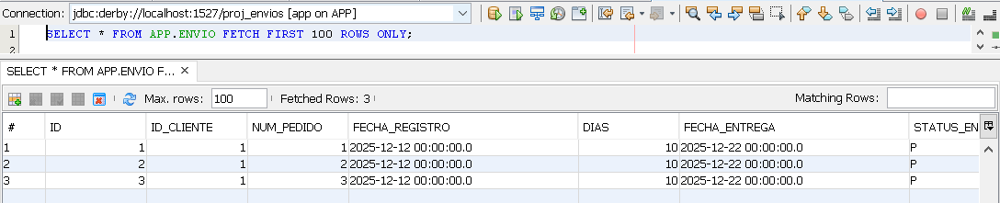 Connection: jdbc:derby://localhost:1527/proj_envios [app on APP]
1 SELECT * FROM APP.ENVIO FETCH FIRST 100 ROWS ONLY;
2
SELECT * FROM APP.ENVIO F... ×
Max. rows: 100 Fetched Rows: 3 Matching Rows:
# ID ID_CLIENTE NUM_PEDIDO FECHA_REGISTRO DIAS FECHA_ENTREGA STATUS_EN
1 1 1 1 2025-12-12 00:00:00.0 10 2025-12-22 00:00:00.0 P
2 2 1 2 2025-12-12 00:00:00.0 10 2025-12-22 00:00:00.0 P
3 3 1 3 2025-12-12 00:00:00.0 10 2025-12-22 00:00:00.0 P